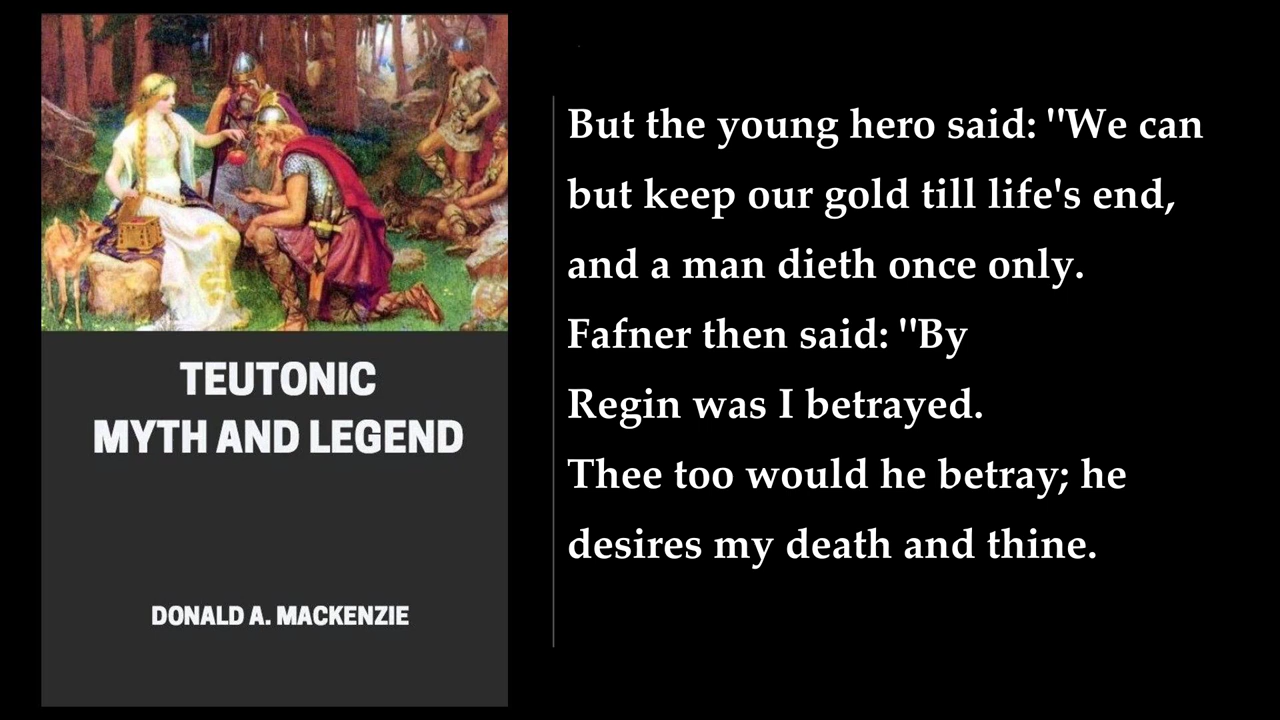 TEUTONIC
MYTH AND LEGEND
DONALD A. MACKENZIE
But the young hero said: "We can
but keep our gold till life's end,
and a man dieth once only.
Fafner then said: "By
Regin was I betrayed.
Thee too would he betray; he
desires my death and thine.